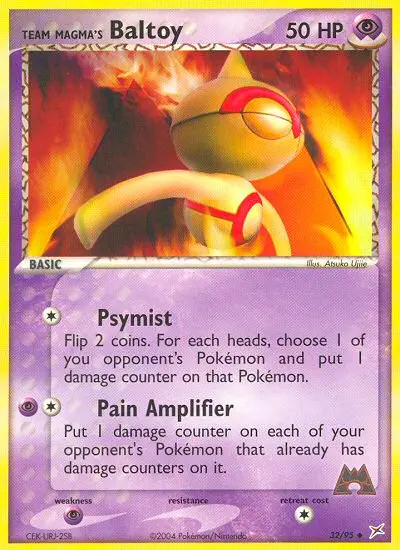 TEAM MAGMA'S Baltoy 50 HP
BASIC
Illus. Atsuko Ujiie
Psymist
Flip 2 coins. For each heads, choose 1 of
you opponent's Pokémon and put 1
damage counter on that Pokémon.
Pain Amplifier
Put 1 damage counter on each of your
opponent's Pokémon that already has
damage counters on it.
weakness resistance retreat cost
CEK-URJ-2SB ©2004 Pokémon/Nintendo 32/95